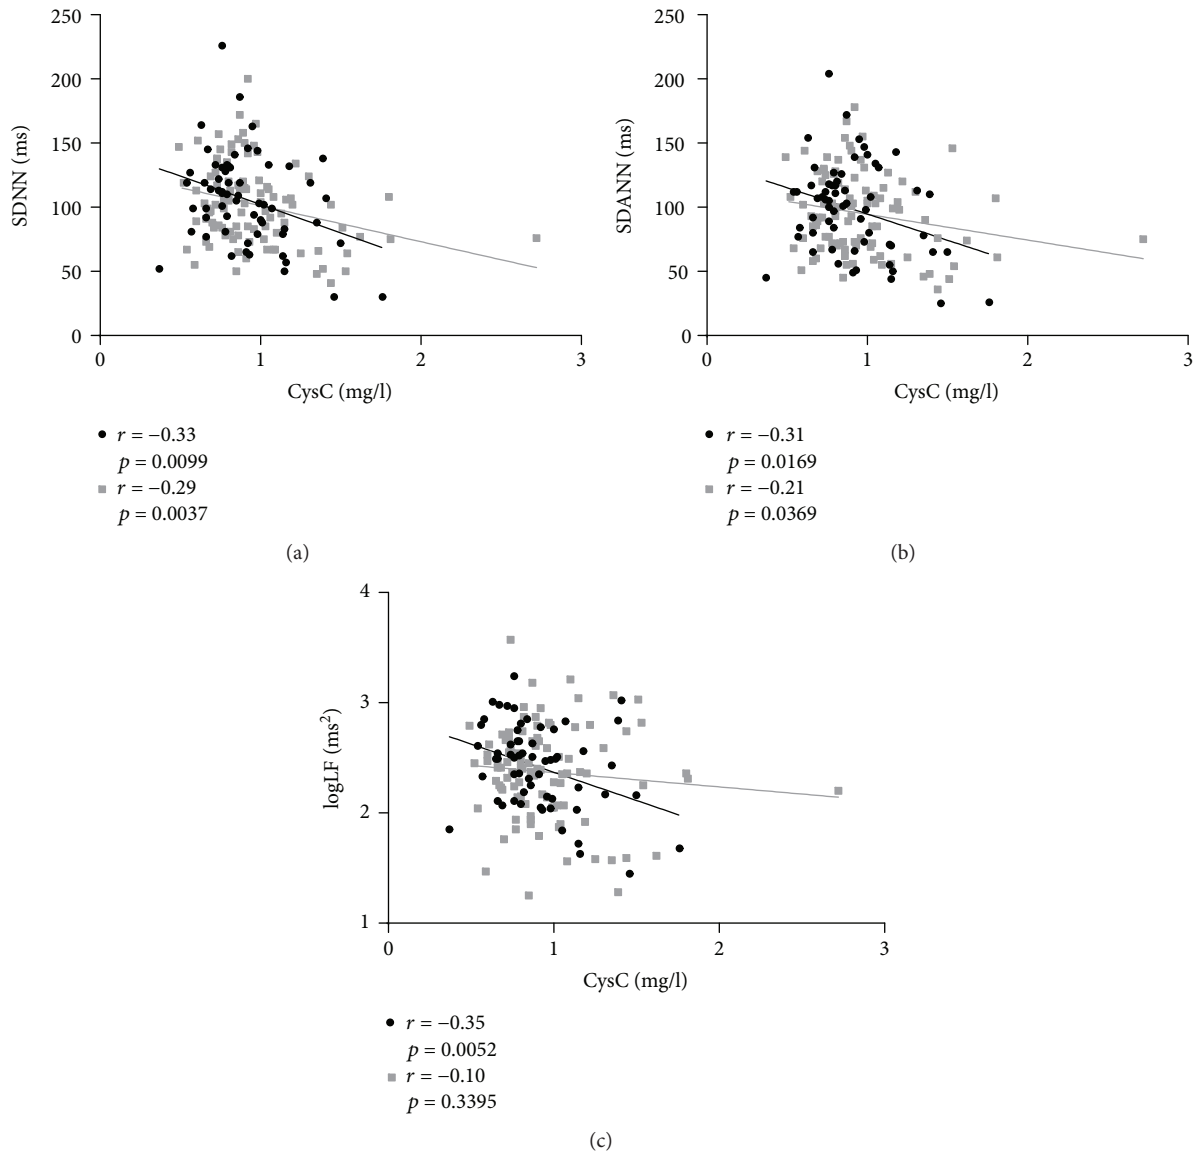 250
200
150
100
50
0
SDNN (ms)
0 1 2 3
CysC (mg/l)
r = −0.33
p = 0.0099
r = −0.29
p = 0.0037
(a)
250
200
150
100
50
0
SDANN (ms)
0 1 2 3
CysC (mg/l)
r = −0.31
p = 0.0169
r = −0.21
p = 0.0369
(b)
4
3
2
1
logLF (ms²)
0 1 2 3
CysC (mg/l)
r = −0.35
p = 0.0052
r = −0.10
p = 0.3395
(c)